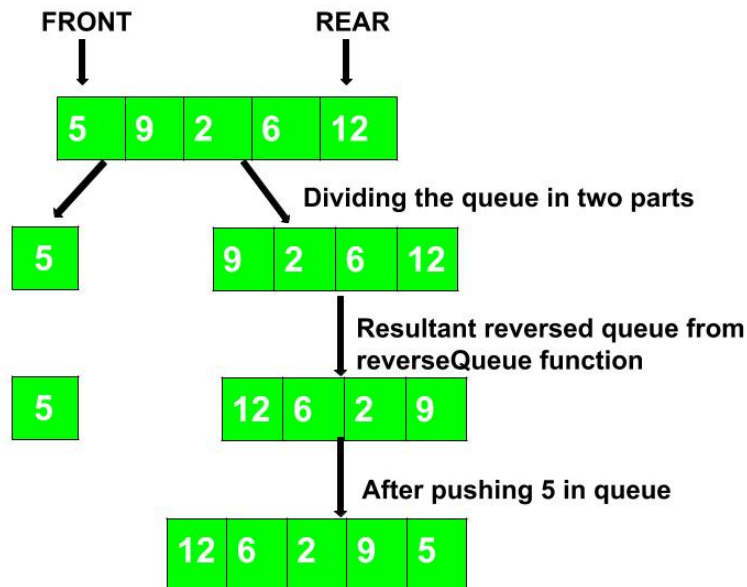 FRONT REAR
5 9 2 6 12
Dividing the queue in two parts
5 9 2 6 12
Resultant reversed queue from
reverseQueue function
5 12 6 2 9
After pushing 5 in queue
12 6 2 9 5